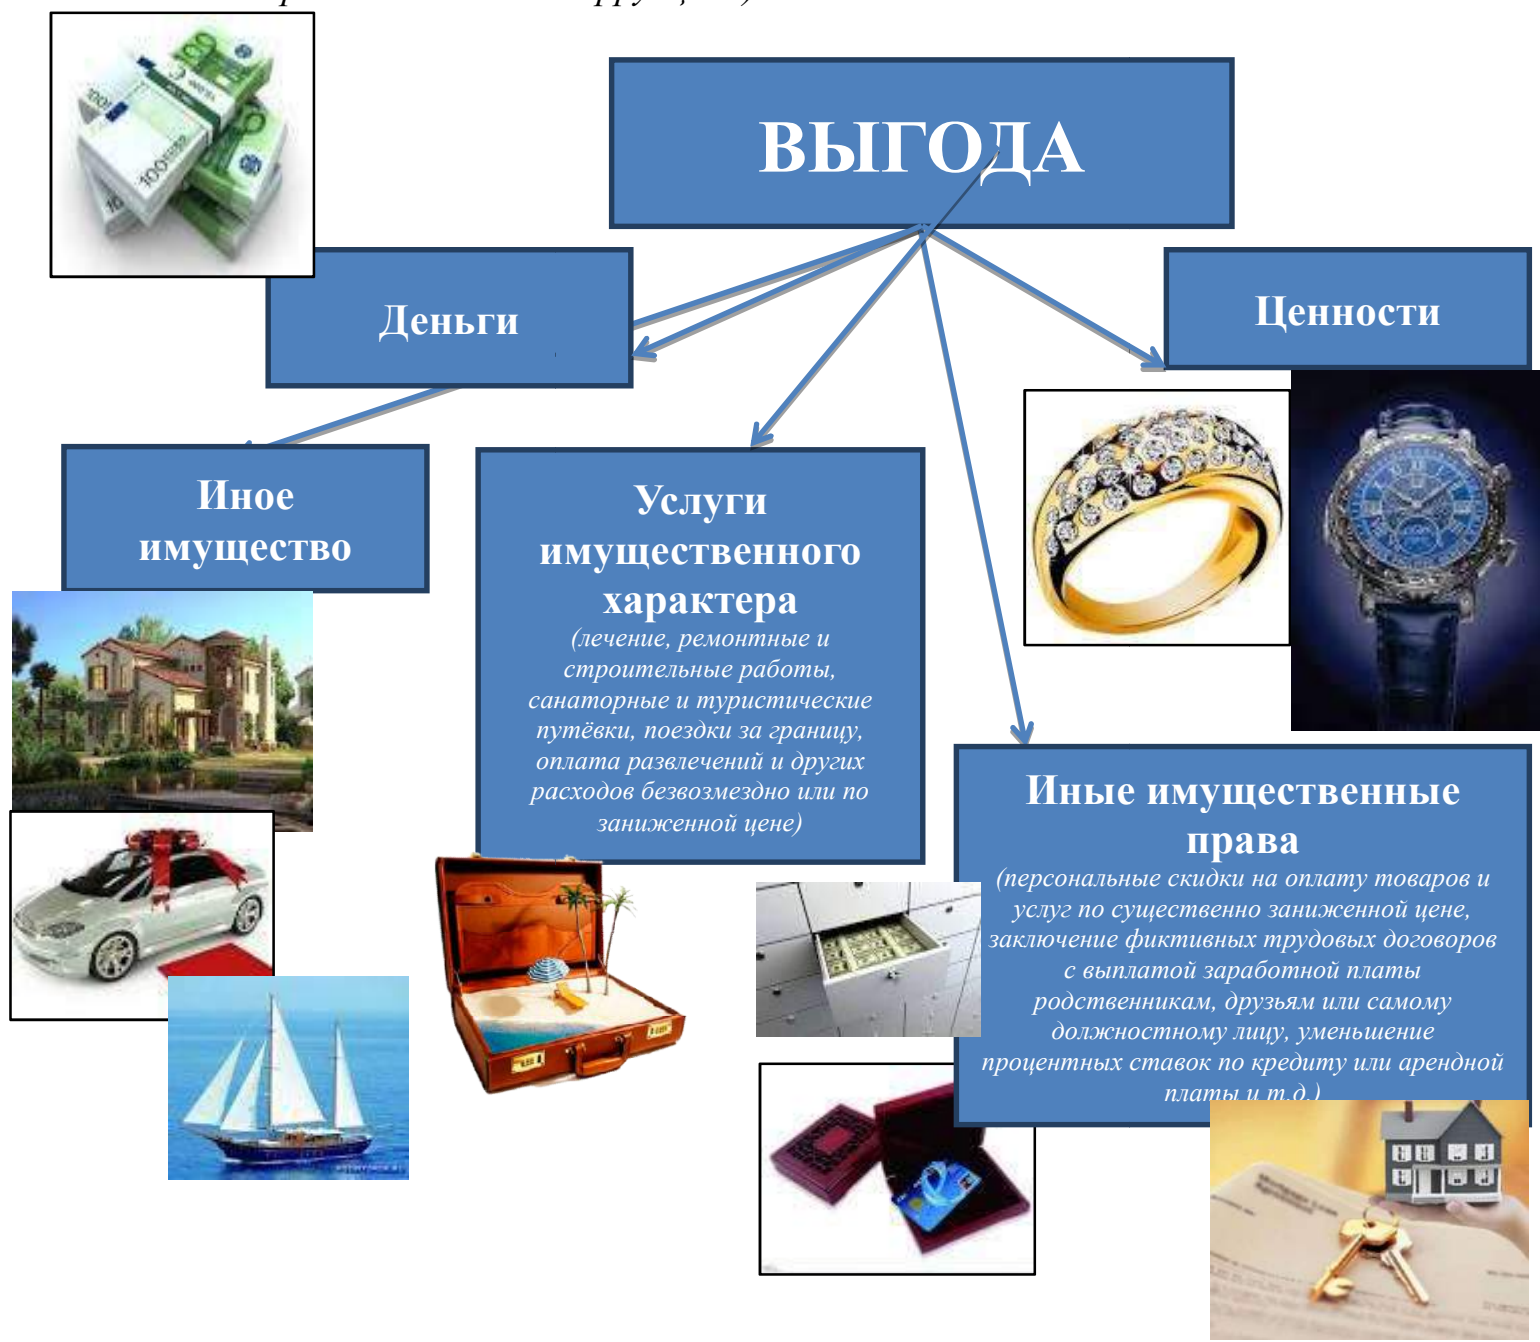 ВЫГОДА
Деньги
Ценности
Иное
имущество
Услуги
имущественного
характера
(лечение, ремонтные и
строительные работы,
санаторные и туристические
путёвки, поездки за границу,
оплата развлечений и других
расходов безвозмездно или по
заниженной цене)
Иные имущественные
права
(персональные скидки на оплату товаров и
услуг по существенно заниженной цене,
заключение фиктивных трудовых договоров
с выплатой заработной платы
родственникам, друзьям или самому
должностному лицу, уменьшение
процентных ставок по кредиту или арендной
платы и т.д.)